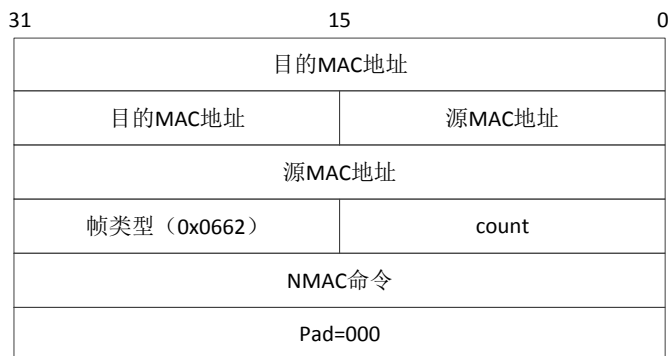 31 15 0
目的MAC地址
目的MAC地址 源MAC地址
源MAC地址
帧类型（0x0662） count
NMAC命令
Pad=000